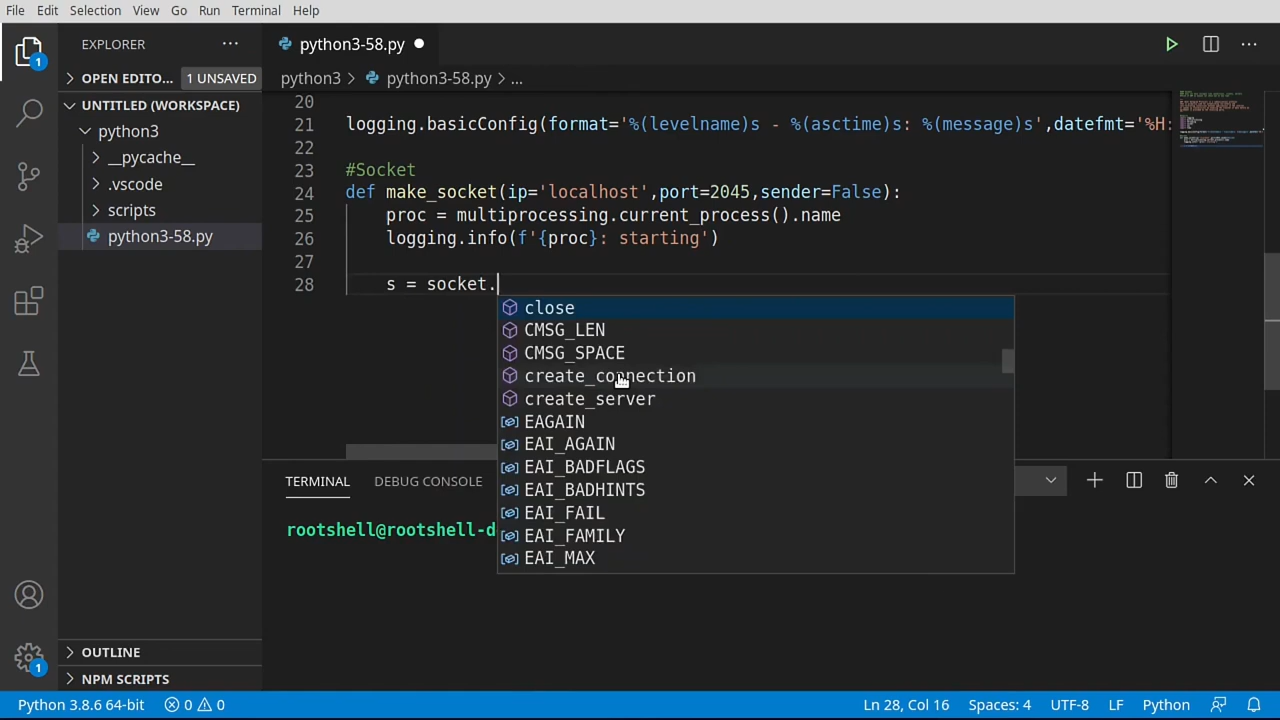 File Edit Selection View Go Run Terminal Help
EXPLORER
python3-58.py
OPEN EDITO... 1 UNSAVED
python3 > python3-58.py > ...
UNTITLED (WORKSPACE)
python3
__pycache__
.vscode
scripts
python3-58.py
20
21 logging.basicConfig(format='%(levelname)s - %(asctime)s: %(message)s',datefmt='%H:
22
23 #Socket
24 def make_socket(ip='localhost',port=2045,sender=False):
25 proc = multiprocessing.current_process().name
26 logging.info(f'{proc}: starting')
27
28 s = socket.
close
CMSG_LEN
CMSG_SPACE
create_connection
create_server
EAGAIN
EAI_AGAIN
EAI_BADFLAGS
EAI_BADHINTS
EAI_FAIL
EAI_FAMILY
EAI_MAX
TERMINAL DEBUG CONSOLE
rootshell@rootshell-d
OUTLINE
NPM SCRIPTS
1
1
Python 3.8.6 64-bit 0 0 Ln 28, Col 16 Spaces: 4 UTF-8 LF Python